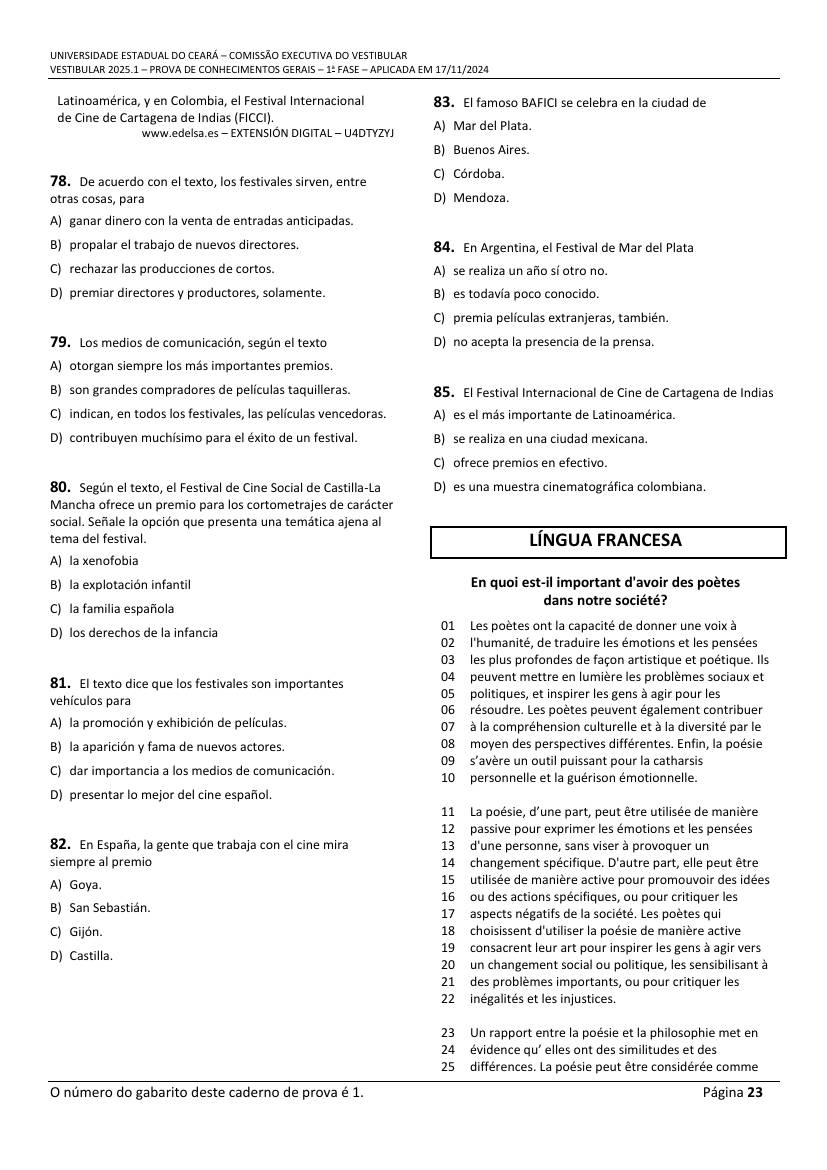 UNIVERSIDADE ESTADUAL DO CEARÁ – COMISSÃO EXECUTIVA DO VESTIBULAR
VESTIBULAR 2025.1 – PROVA DE CONHECIMENTOS GERAIS – 1ª FASE – APLICADA EM 17/11/2024
Latinoamérica, y en Colombia, el Festival Internacional
de Cine de Cartagena de Indias (FICCI).
www.edelsa.es – EXTENSIÓN DIGITAL – U4DTYZYJ
78. De acuerdo con el texto, los festivales sirven, entre
otras cosas, para
A) ganar dinero con la venta de entradas anticipadas.
B) propalar el trabajo de nuevos directores.
C) rechazar las producciones de cortos.
D) premiar directores y productores, solamente.
79. Los medios de comunicación, según el texto
A) otorgan siempre los más importantes premios.
B) son grandes compradores de películas taquilleras.
C) indican, en todos los festivales, las películas vencedoras.
D) contribuyen muchísimo para el éxito de un festival.
80. Según el texto, el Festival de Cine Social de Castilla-La
Mancha ofrece un premio para los cortometrajes de carácter
social. Señale la opción que presenta una temática ajena al
tema del festival.
A) la xenofobia
B) la explotación infantil
C) la familia española
D) los derechos de la infancia
81. El texto dice que los festivales son importantes
vehículos para
A) la promoción y exhibición de películas.
B) la aparición y fama de nuevos actores.
C) dar importancia a los medios de comunicación.
D) presentar lo mejor del cine español.
82. En España, la gente que trabaja con el cine mira
siempre al premio
A) Goya.
B) San Sebastián.
C) Gijón.
D) Castilla.
83. El famoso BAFICI se celebra en la ciudad de
A) Mar del Plata.
B) Buenos Aires.
C) Córdoba.
D) Mendoza.
84. En Argentina, el Festival de Mar del Plata
A) se realiza un año sí otro no.
B) es todavía poco conocido.
C) premia películas extranjeras, también.
D) no acepta la presencia de la prensa.
85. El Festival Internacional de Cine de Cartagena de Indias
A) es el más importante de Latinoamérica.
B) se realiza en una ciudad mexicana.
C) ofrece premios en efectivo.
D) es una muestra cinematográfica colombiana.
LÍNGUA FRANCESA
En quoi est-il important d'avoir des poètes
dans notre société?
01 Les poètes ont la capacité de donner une voix à
02 l'humanité, de traduire les émotions et les pensées
03 les plus profondes de façon artistique et poétique. Ils
04 peuvent mettre en lumière les problèmes sociaux et
05 politiques, et inspirer les gens à agir pour les
06 résoudre. Les poètes peuvent également contribuer
07 à la compréhension culturelle et à la diversité par le
08 moyen des perspectives différentes. Enfin, la poésie
09 s’avère un outil puissant pour la catharsis
10 personnelle et la guérison émotionnelle.
11 La poésie, d’une part, peut être utilisée de manière
12 passive pour exprimer les émotions et les pensées
13 d'une personne, sans viser à provoquer un
14 changement spécifique. D'autre part, elle peut être
15 utilisée de manière active pour promouvoir des idées
16 ou des actions spécifiques, ou pour critiquer les
17 aspects négatifs de la société. Les poètes qui
18 choisissent d'utiliser la poésie de manière active
19 consacrent leur art pour inspirer les gens à agir vers
20 un changement social ou politique, les sensibilisant à
21 des problèmes importants, ou pour critiquer les
22 inégalités et les injustices.
23 Un rapport entre la poésie et la philosophie met en
24 évidence qu’ elles ont des similitudes et des
25 différences. La poésie peut être considérée comme
O número do gabarito deste caderno de prova é 1.
Página 23